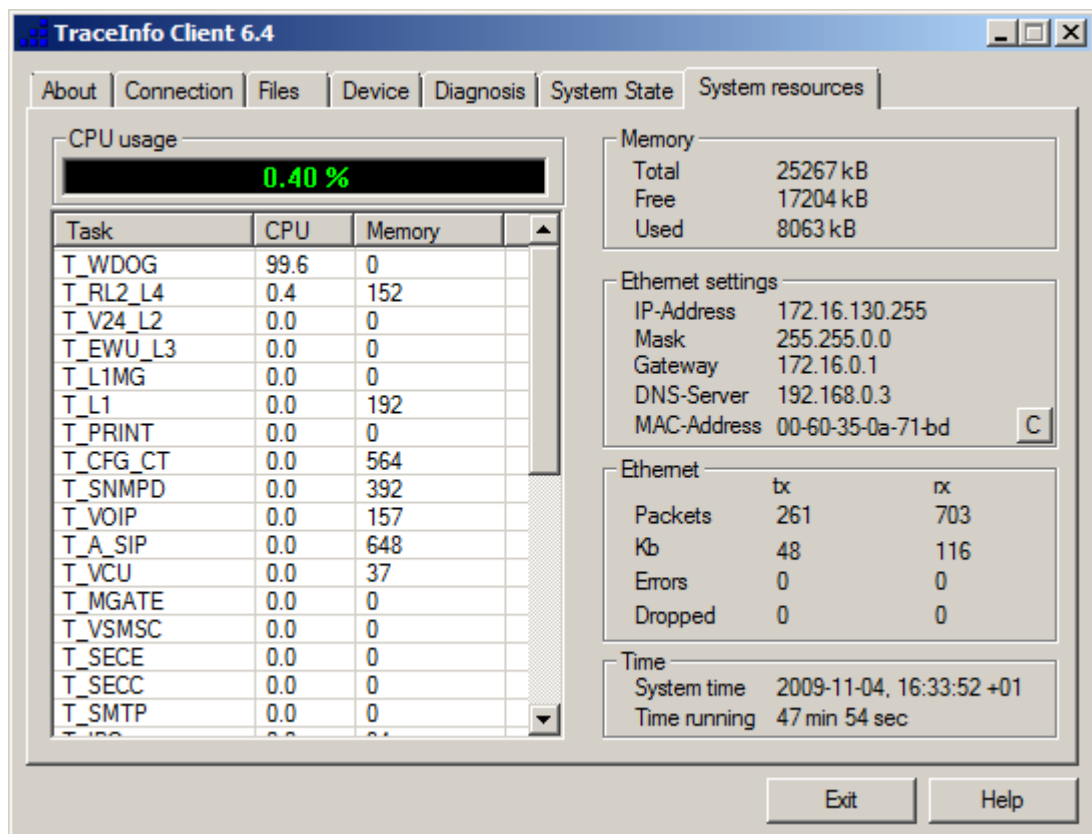 TraceInfo Client 6.4
About Connection Files Device Diagnosis System State System resources
CPU usage
0.40 %
Task CPU Memory
T_WDOG 99.6 0
T_RL2_L4 0.4 152
T_V24_L2 0.0 0
T_EWU_L3 0.0 0
T_L1MG 0.0 0
T_L1 0.0 192
T_PRINT 0.0 0
T_CFG_CT 0.0 564
T_SNMPD 0.0 392
T_VOIP 0.0 157
T_A_SIP 0.0 648
T_VCU 0.0 37
T_MGATE 0.0 0
T_VSMSC 0.0 0
T_SECE 0.0 0
T_SECC 0.0 0
T_SMTP 0.0 0
Memory
Total 25267 kB
Free 17204 kB
Used 8063 kB
Ethernet settings
IP-Address 172.16.130.255
Mask 255.255.0.0
Gateway 172.16.0.1
DNS-Server 192.168.0.3
MAC-Address 00-60-35-0a-71-bd C
Ethernet
tx rx
Packets 261 703
Kb 48 116
Errors 0 0
Dropped 0 0
Time
System time 2009-11-04, 16:33:52 +01
Time running 47 min 54 sec
Exit Help